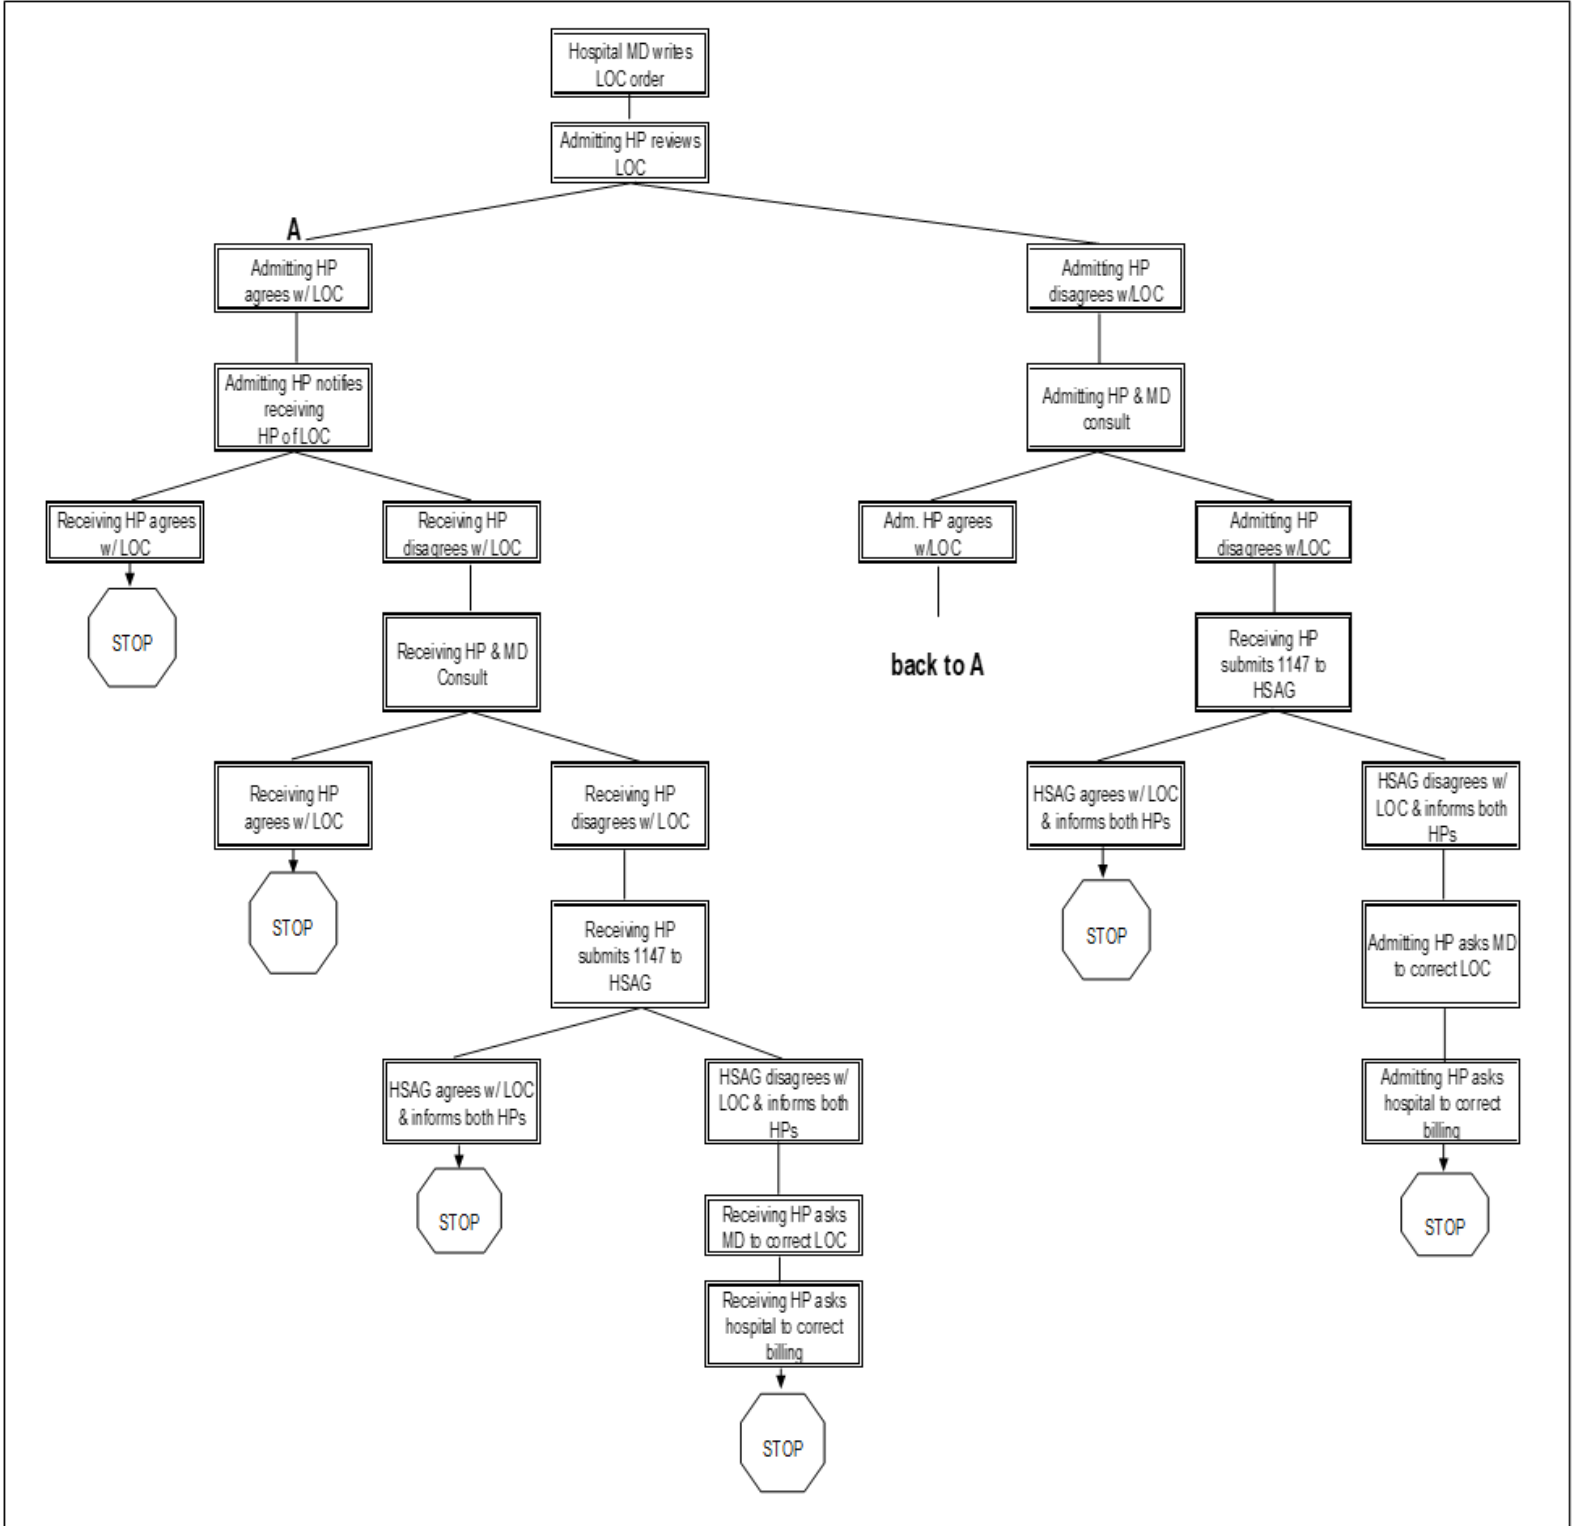 Hospital MD writes
LOC order
Admitting HP reviews
LOC
A
Admitting HP
agrees w/ LOC
Admitting HP
disagrees w/LOC
Admitting HP notifies
receiving
HP of LOC
Admitting HP & MD
consult
Receiving HP agrees
w/ LOC
Receiving HP
disagrees w/ LOC
Adm. HP agrees
w/LOC
Admitting HP
disagrees w/LOC
STOP
Receiving HP & MD
Consult
back to A
Receiving HP
submits 1147 to
HSAG
Receiving HP
agrees w/ LOC
Receiving HP
disagrees w/ LOC
HSAG agrees w/ LOC
& informs both HPs
HSAG disagrees w/
LOC & informs both
HPs
STOP
Receiving HP
submits 1147 to
HSAG
STOP
Admitting HP asks MD
to correct LOC
HSAG agrees w/ LOC
& informs both HPs
HSAG disagrees w/
LOC & informs both
HPs
Admitting HP asks
hospital to correct
billing
STOP
Receiving HP asks
MD to correct LOC
STOP
Receiving HP asks
hospital to correct
billing
STOP